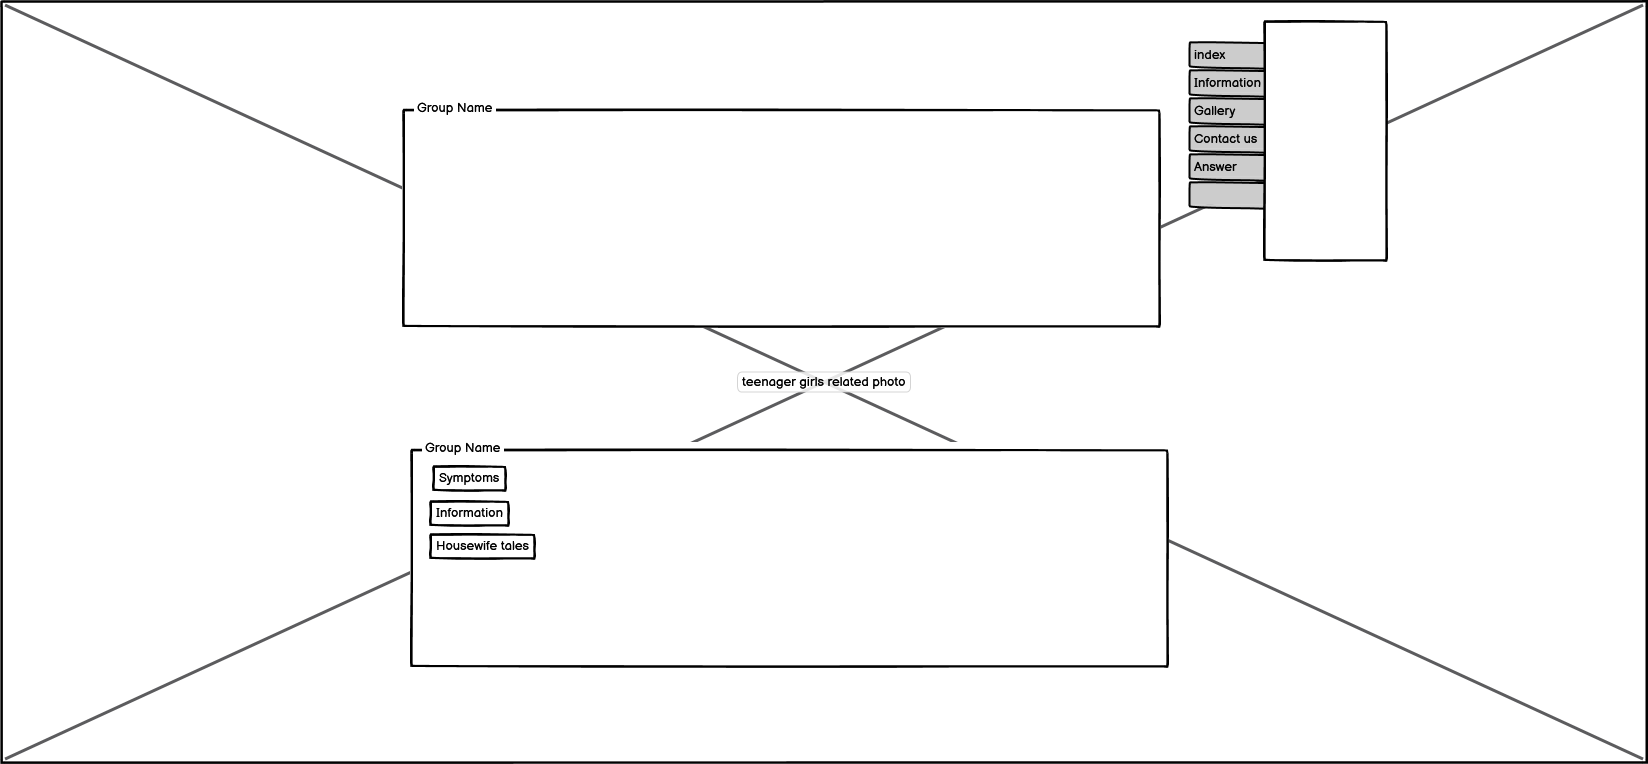 index
Information
Gallery
Contact us
Answer
Group Name
teenager girls related photo
Group Name
Symptoms
Information
Housewife tales